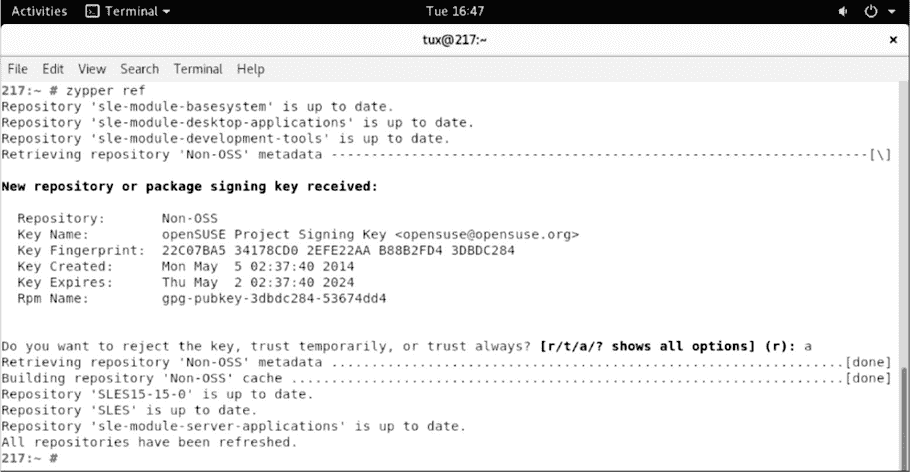 Activities Terminal Tue 16:47
tux@217:~ ×
File Edit View Search Terminal Help
217:~ # zypper ref
Repository 'sle-module-basesystem' is up to date.
Repository 'sle-module-desktop-applications' is up to date.
Repository 'sle-module-development-tools' is up to date.
Retrieving repository 'Non-OSS' metadata -------------------------------------------------------------------[\]
New repository or package signing key received:
Repository: Non-OSS
Key Name: openSUSE Project Signing Key <opensuse@opensuse.org>
Key Fingerprint: 22C07BA5 34178CD0 2EFE22AA B88B2FD4 3DBDC284
Key Created: Mon May 5 02:37:40 2014
Key Expires: Thu May 2 02:37:40 2024
Rpm Name: gpg-pubkey-3dbdc284-53674dd4
Do you want to reject the key, trust temporarily, or trust always? [r/t/a/? shows all options] (r): a
Retrieving repository 'Non-OSS' metadata ................................................................[done]
Building repository 'Non-OSS' cache .....................................................................[done]
Repository 'SLES15-15-0' is up to date.
Repository 'SLES' is up to date.
Repository 'sle-module-server-applications' is up to date.
All repositories have been refreshed.
217:~ #